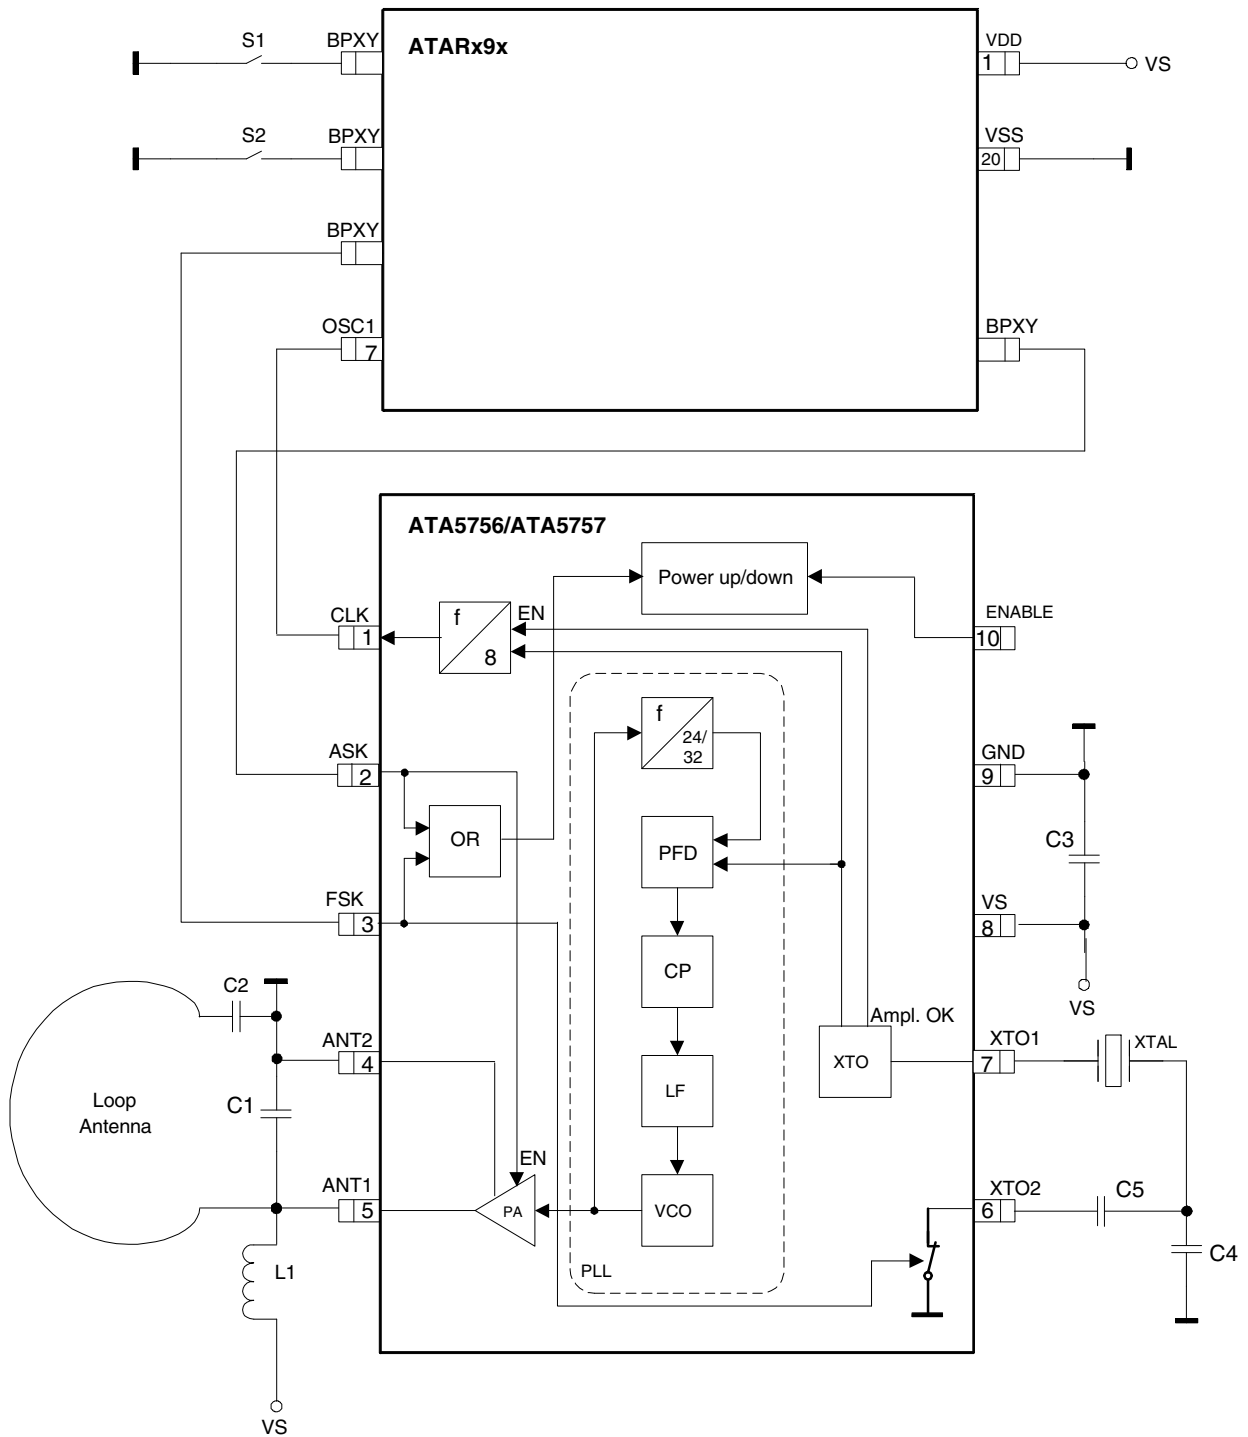 S1
BPXY
ATARx9x
VDD
1
VS
S2
BPXY
VSS
20
BPXY
OSC1
7
BPXY
ATA5756/ATA5757
Power up/down
CLK
1
f
8
EN
ENABLE
10
f
24/
32
ASK
2
GND
9
OR
PFD
C3
FSK
3
VS
8
CP
C2
VS
Ampl. OK
ANT2
4
XTO
XTO1
7
XTAL
LF
Loop
Antenna
C1
EN
ANT1
5
PA
VCO
XTO2
6
C5
C4
L1
PLL
VS